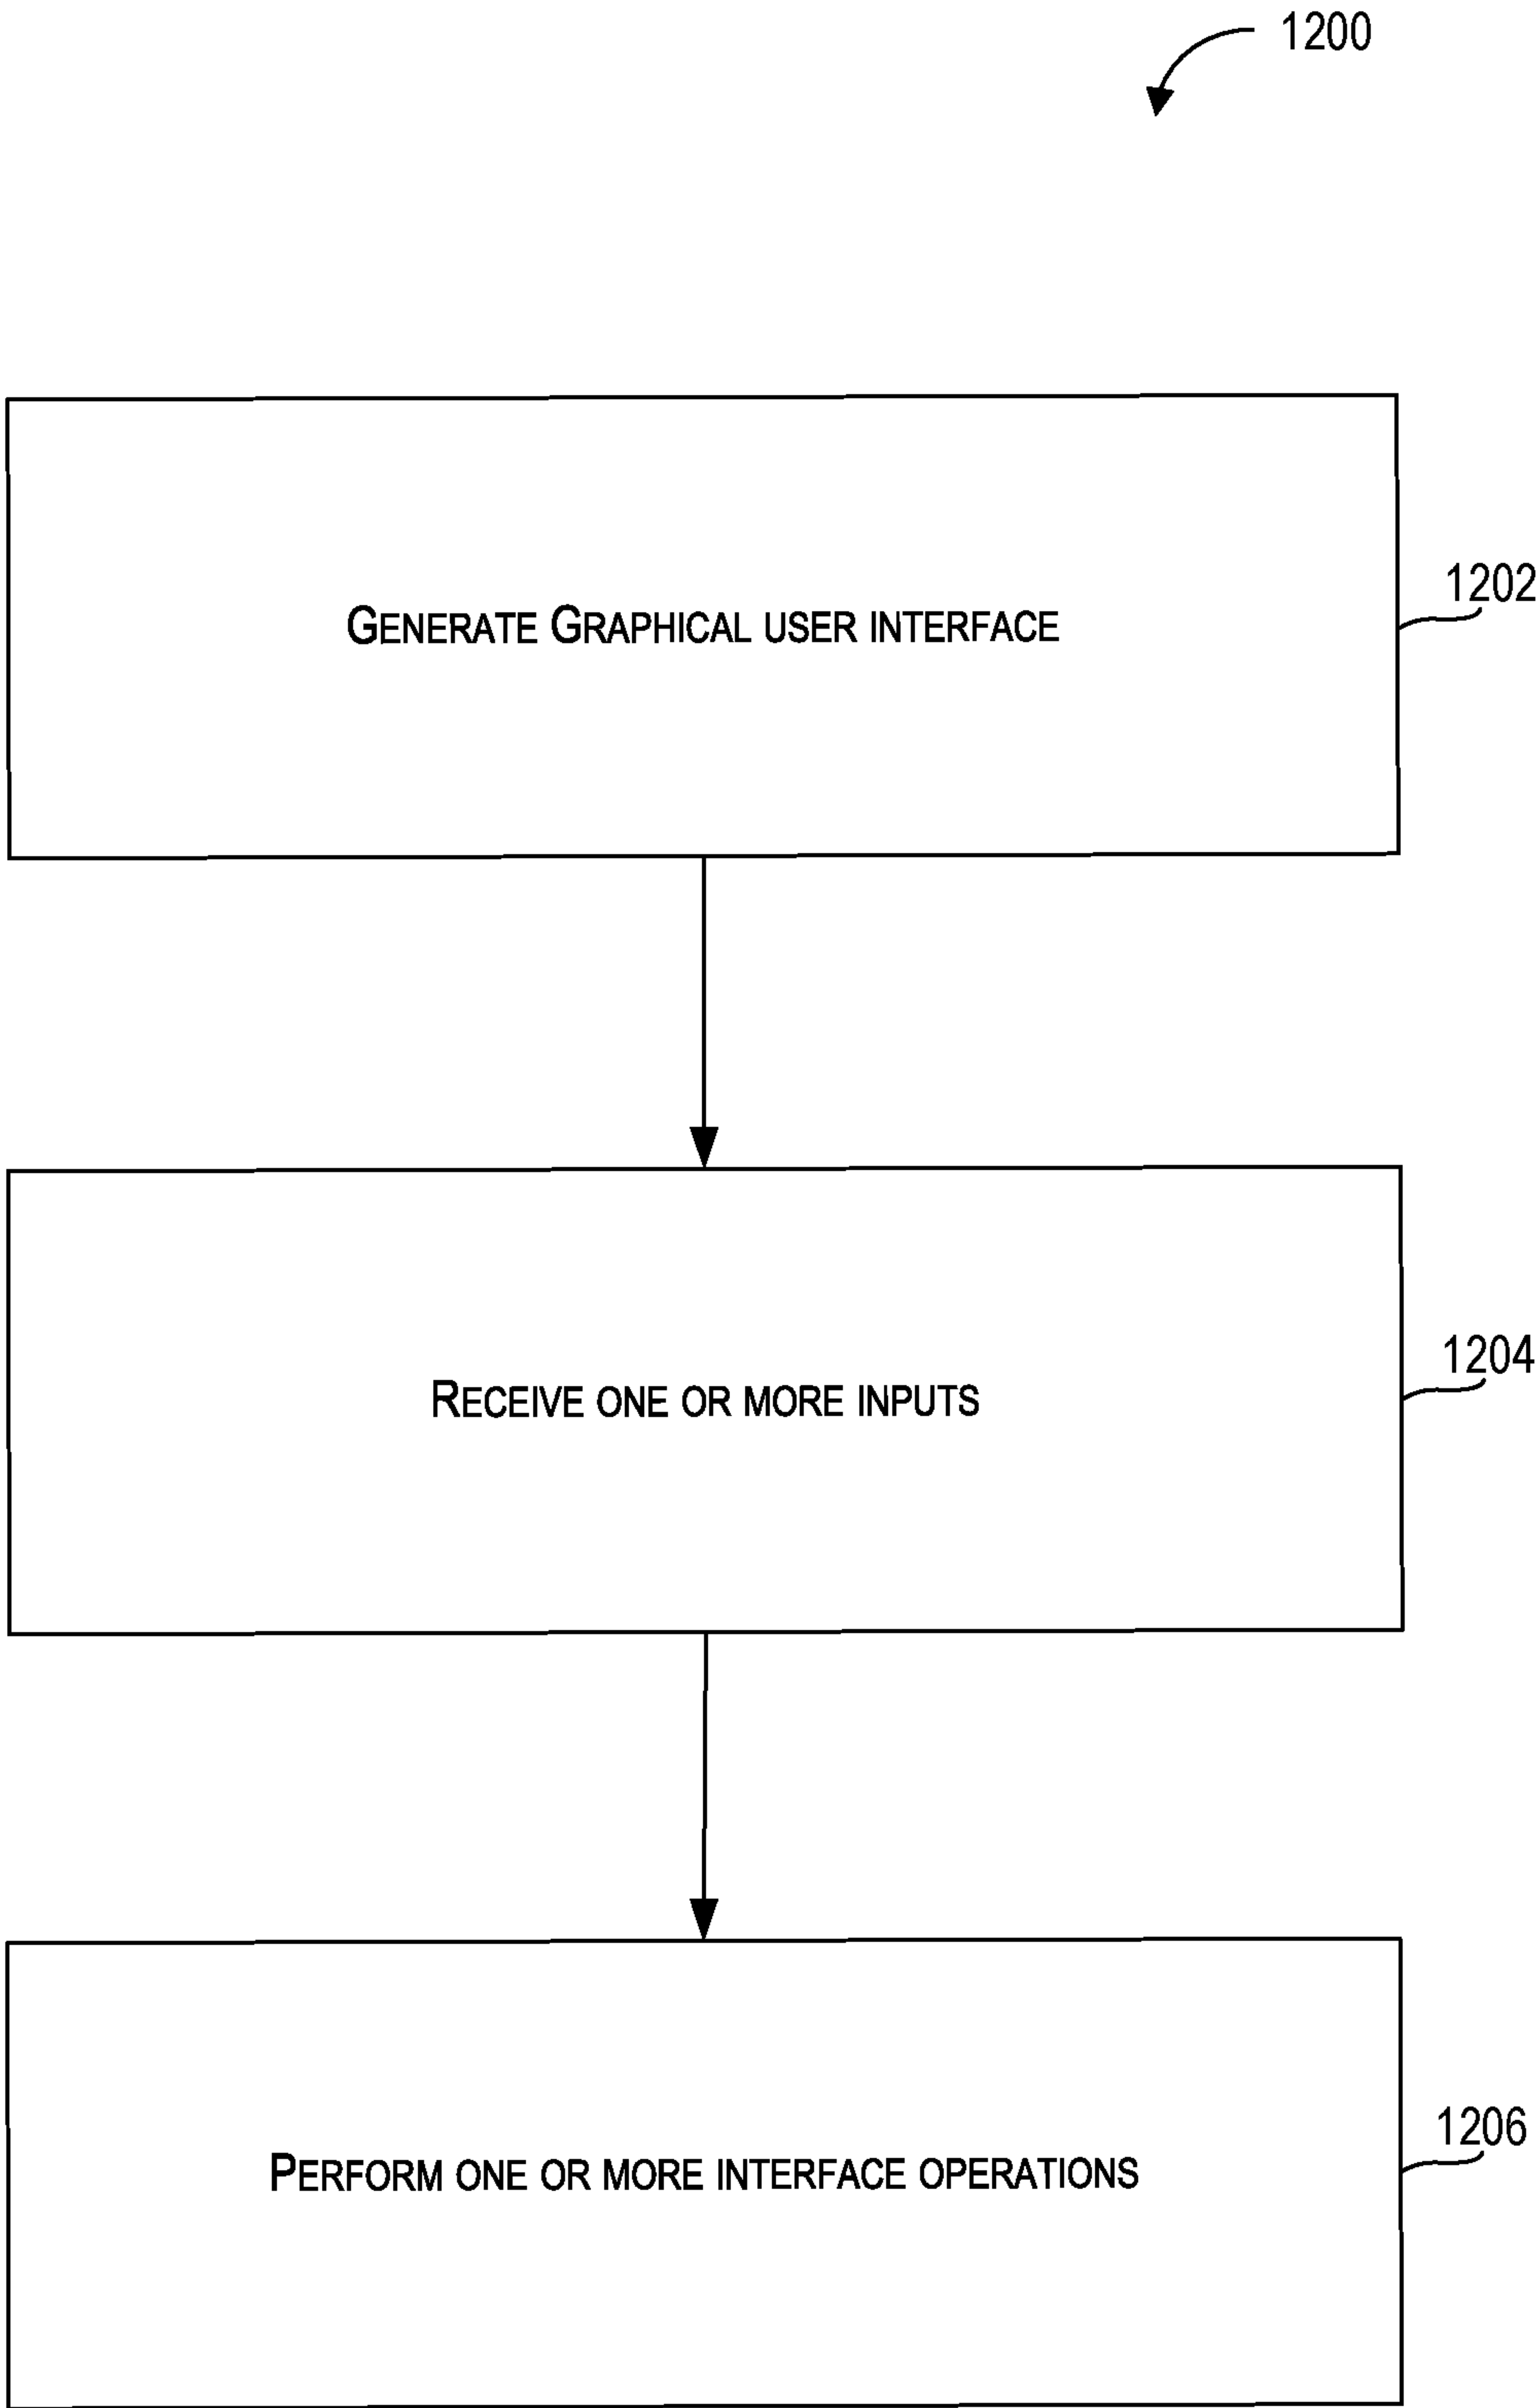 1200
GENERATE GRAPHICAL USER INTERFACE
1202
RECEIVE ONE OR MORE INPUTS
1204
PERFORM ONE OR MORE INTERFACE OPERATIONS
1206